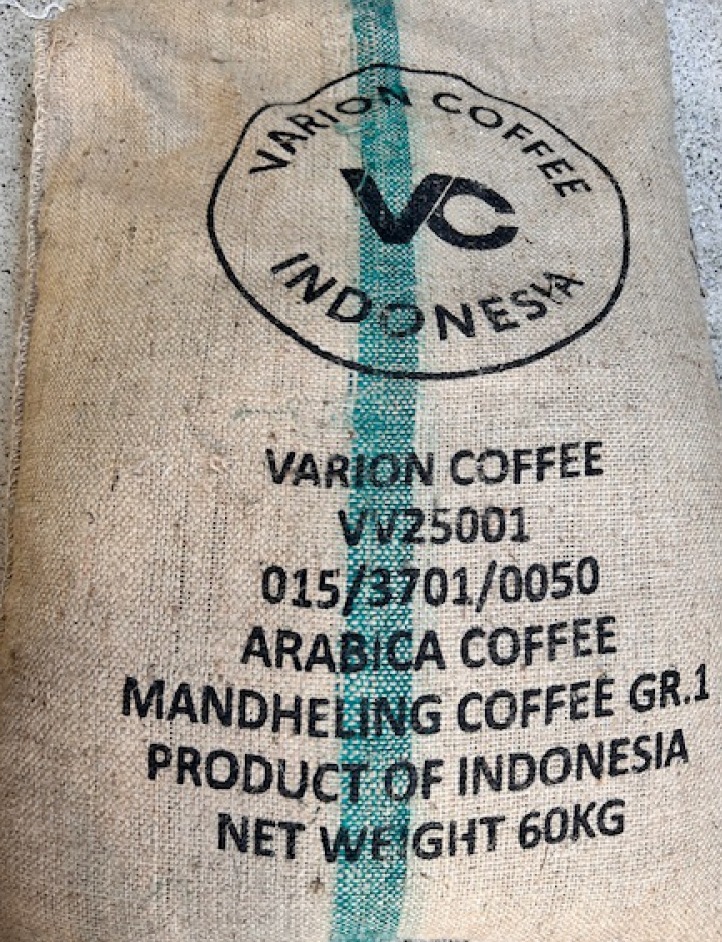 VARION COFFEE
VC
INDONESIA
VARION COFFEE
VV25001
015/3701/0050
ARABICA COFFEE
MANDHELING COFFEE GR.1
PRODUCT OF INDONESIA
NET WEIGHT 60KG